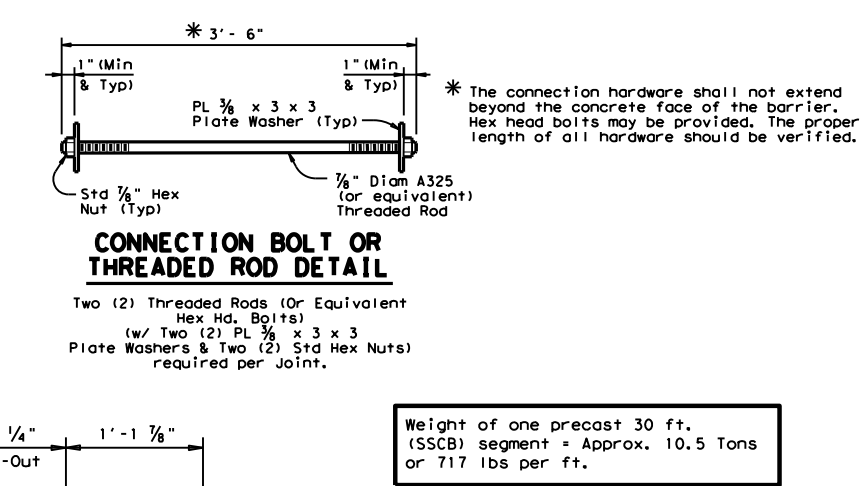 * 3'- 6"
1" (Min
& Typ)
1" (Min
& Typ)
PL 3/8 x 3 x 3
Plate Washer (Typ)
* The connection hardware shall not extend
beyond the concrete face of the barrier.
Hex head bolts may be provided. The proper
length of all hardware should be verified.
Std 7/8" Hex
Nut (Typ)
7/8" Diam A325
(or equivalent)
Threaded Rod
CONNECTION BOLT OR
THREADED ROD DETAIL
Two (2) Threaded Rods (Or Equivalent
Hex Hd. Bolts)
(w/ Two (2) PL 3/8 x 3 x 3
Plate Washers & Two (2) Std Hex Nuts)
required per Joint.
1/4"
-Out
1'-1 7/8"
Weight of one precast 30 ft.
(SSCB) segment = Approx. 10.5 Tons
or 717 lbs per ft.